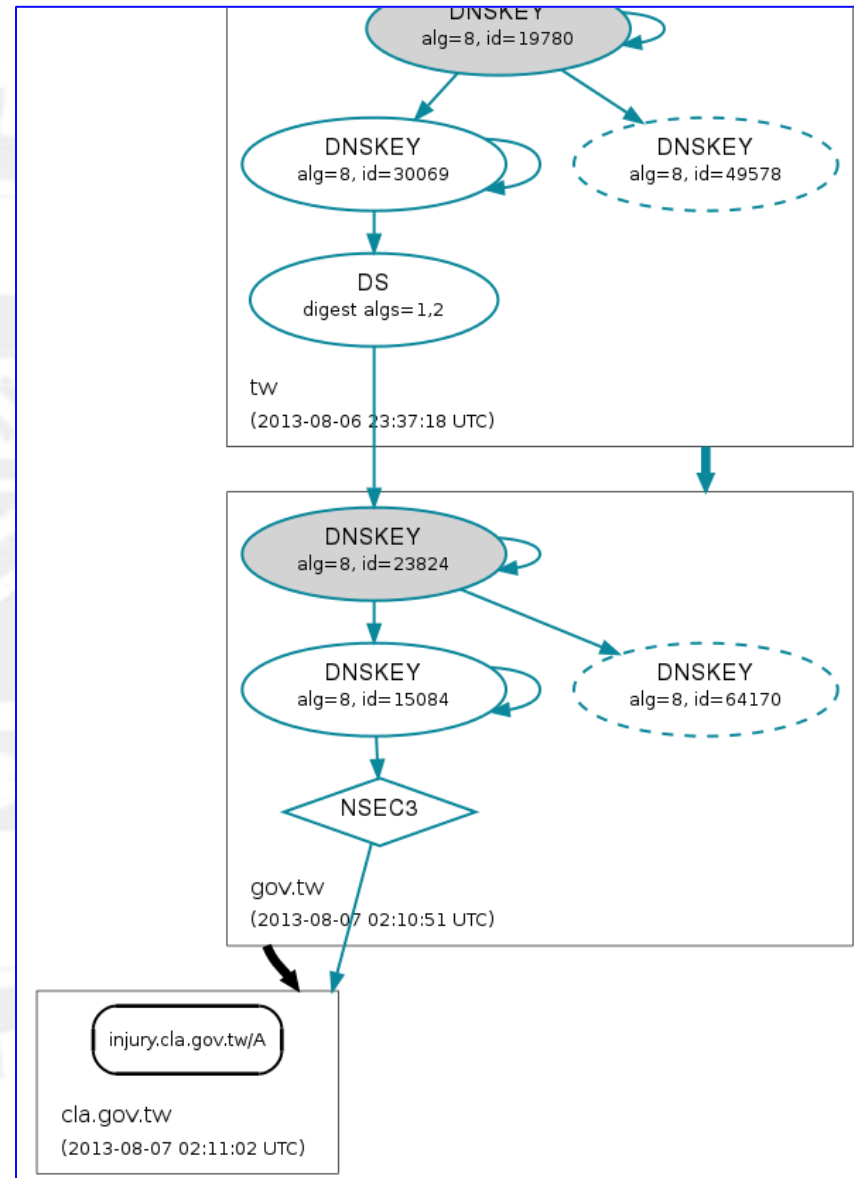 DNSKEY
alg=8, id=19780
DNSKEY
alg=8, id=30069
DNSKEY
alg=8, id=49578
DS
digest algs=1,2
tw
(2013-08-06 23:37:18 UTC)
DNSKEY
alg=8, id=23824
DNSKEY
alg=8, id=15084
DNSKEY
alg=8, id=64170
NSEC3
gov.tw
(2013-08-07 02:10:51 UTC)
injury.cla.gov.tw/A
cla.gov.tw
(2013-08-07 02:11:02 UTC)